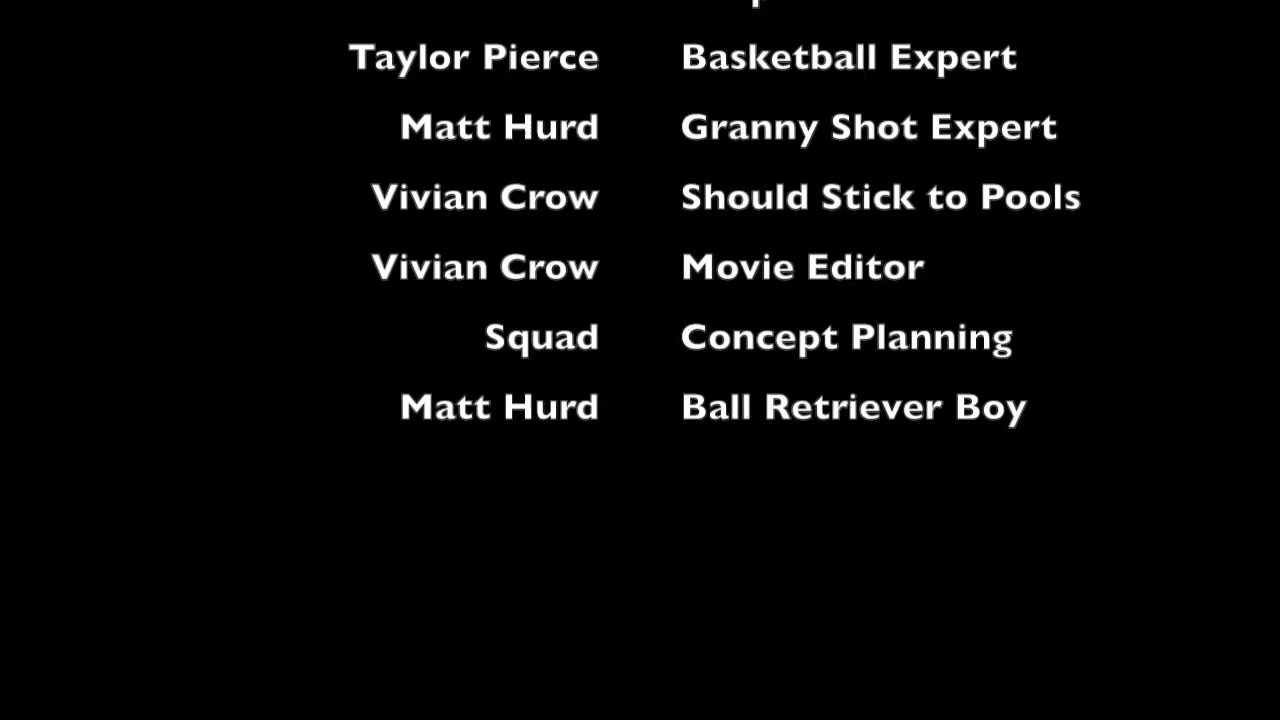 Taylor Pierce Basketball Expert
Matt Hurd Granny Shot Expert
Vivian Crow Should Stick to Pools
Vivian Crow Movie Editor
Squad Concept Planning
Matt Hurd Ball Retriever Boy